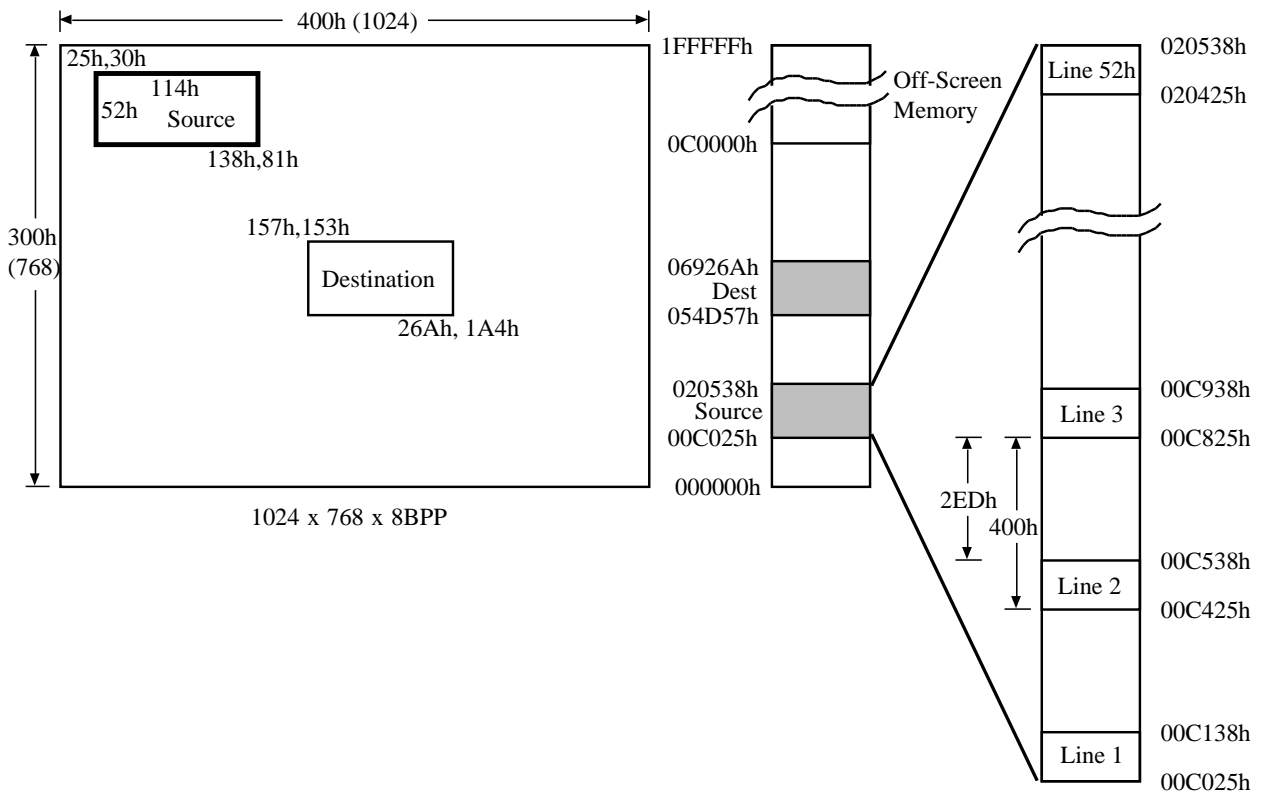 400h (1024)
25h,30h
114h
52h
Source
138h,81h
157h,153h
300h
(768)
Destination
26Ah, 1A4h
1024 x 768 x 8BPP
1FFFFFh
Off-Screen
Memory
0C0000h
06926Ah
Dest
054D57h
020538h
Source
00C025h
000000h
020538h
Line 52h
020425h
00C938h
Line 3
00C825h
2EDh
400h
00C538h
Line 2
00C425h
00C138h
Line 1
00C025h